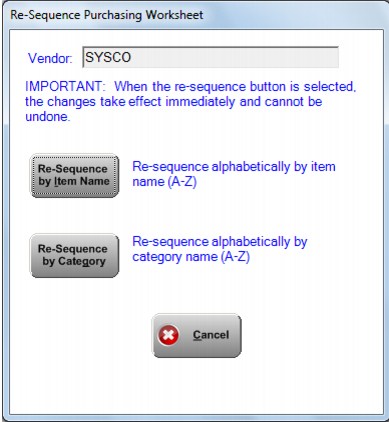 Re-Sequence Purchasing Worksheet
Vendor: SYSCO
IMPORTANT:  When the re-sequence button is selected,
the changes take effect immediately and cannot be
undone.
Re-Sequence
by Item Name
Re-sequence alphabetically by item
name (A-Z)
Re-Sequence
by Category
Re-sequence alphabetically by
category name (A-Z)
Cancel